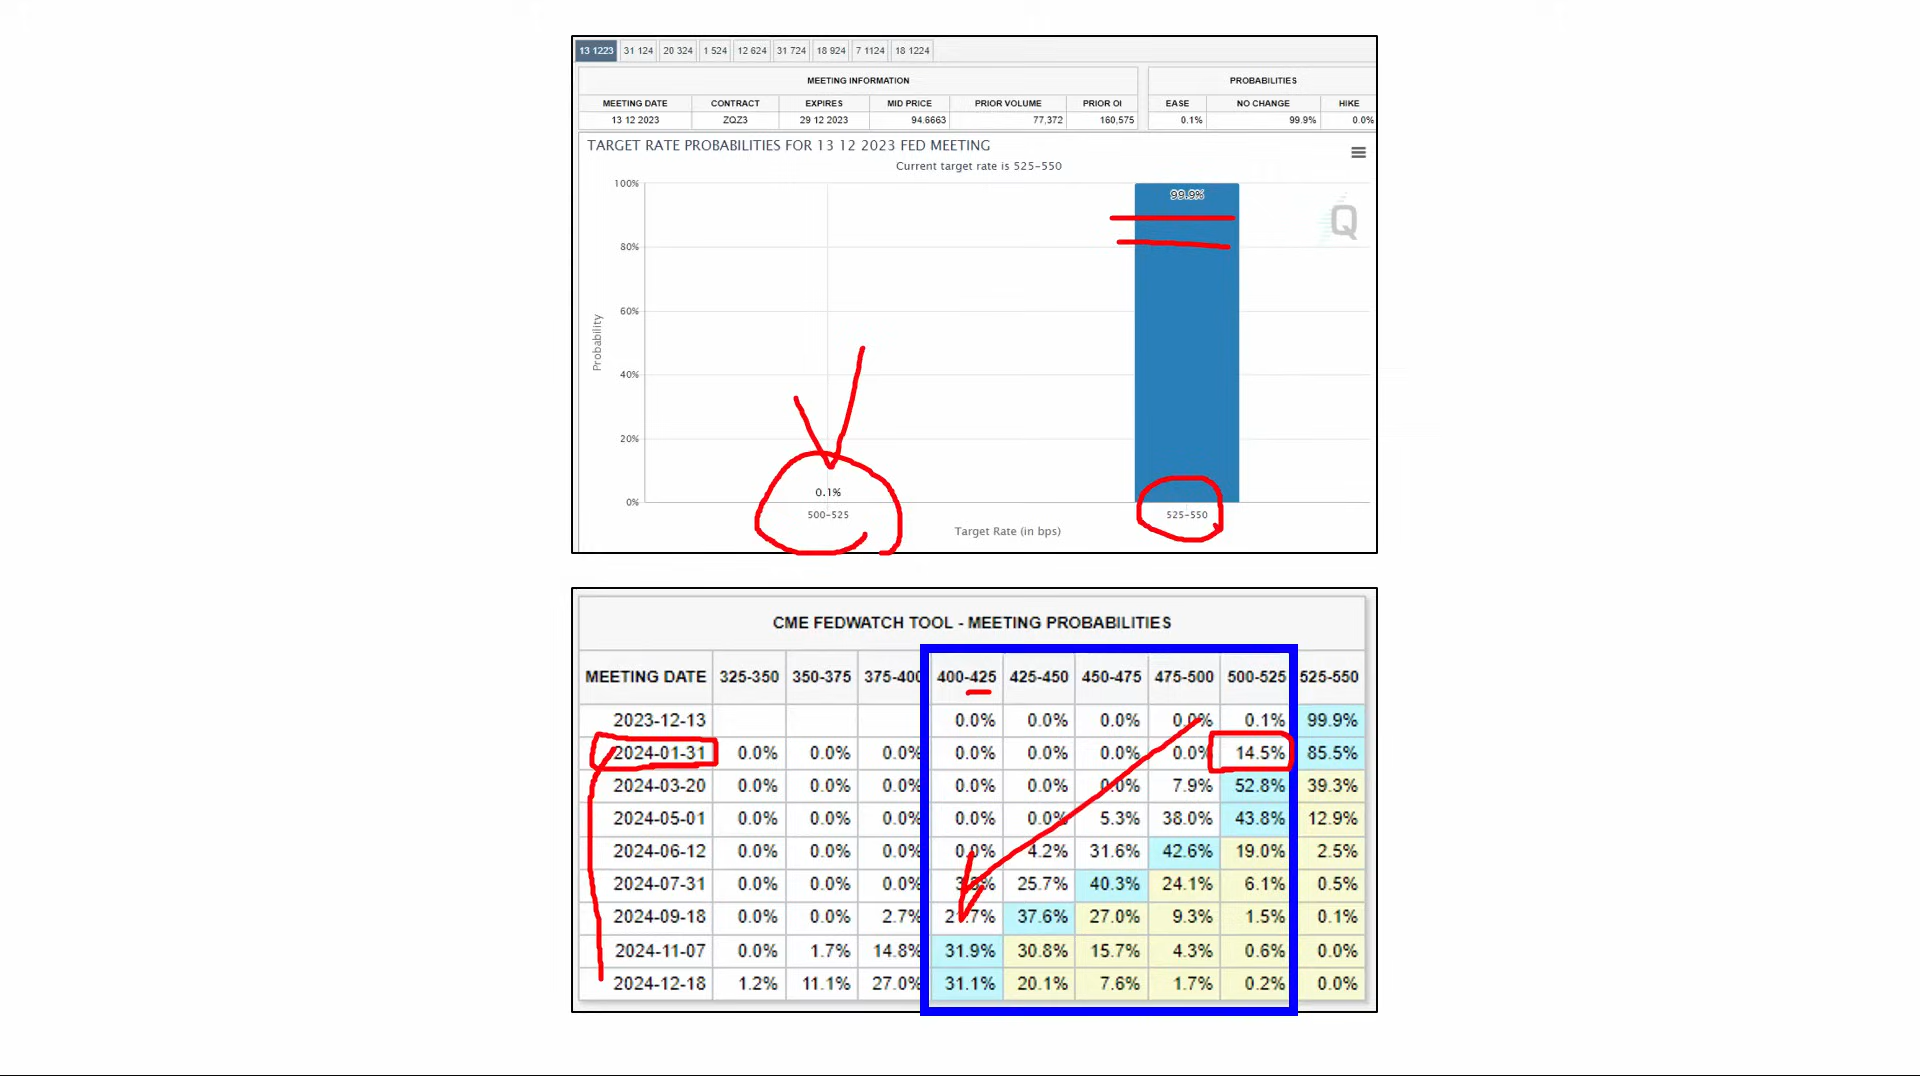 13 1223 31 124 20 324 1 524 12 624 31 724 18 924 7 1124 18 1224
MEETING INFORMATION PROBABILITIES
MEETING DATE CONTRACT EXPIRES MID PRICE PRIOR VOLUME PRIOR OI EASE NO CHANGE HIKE
13 12 2023 ZQZ3 29 12 2023 94.6663 77,372 160,575 0.1% 99.9% 0.0%
TARGET RATE PROBABILITIES FOR 13 12 2023 FED MEETING
Current target rate is 525-550
100%
99.9%
Q
80%
60%
Probability
40%
20%
0.1%
0%
500-525 525-550
Target Rate (in bps)
CME FEDWATCH TOOL - MEETING PROBABILITIES
MEETING DATE 325-350 350-375 375-400 400-425 425-450 450-475 475-500 500-525 525-550
2023-12-13 0.0% 0.0% 0.0% 0.0% 0.1% 99.9%
2024-01-31 0.0% 0.0% 0.0% 0.0% 0.0% 0.0% 0.0% 14.5% 85.5%
2024-03-20 0.0% 0.0% 0.0% 0.0% 0.0% 0.0% 7.9% 52.8% 39.3%
2024-05-01 0.0% 0.0% 0.0% 0.0% 0.0% 5.3% 38.0% 43.8% 12.9%
2024-06-12 0.0% 0.0% 0.0% 0.0% 4.2% 31.6% 42.6% 19.0% 2.5%
2024-07-31 0.0% 0.0% 0.0% 25.7% 40.3% 24.1% 6.1% 0.5%
2024-09-18 0.0% 0.0% 2.7% 37.6% 27.0% 9.3% 1.5% 0.1%
2024-11-07 0.0% 1.7% 14.8% 31.9% 30.8% 15.7% 4.3% 0.6% 0.0%
2024-12-18 1.2% 11.1% 27.0% 31.1% 20.1% 7.6% 1.7% 0.2% 0.0%